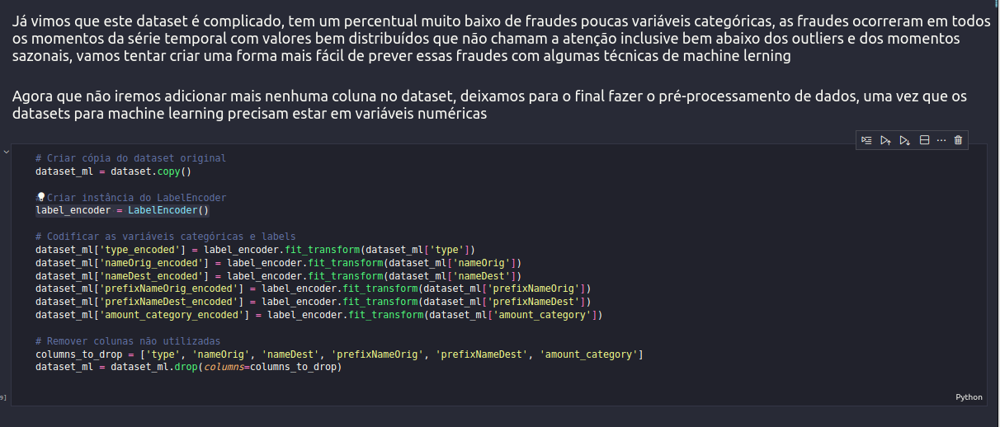 Já vimos que este dataset é complicado, tem um percentual muito baixo de fraudes poucas variáveis categóricas, as fraudes ocorreram em todos
os momentos da série temporal com valores bem distribuídos que não chamam a atenção inclusive bem abaixo dos outliers e dos momentos
sazonais, vamos tentar criar uma forma mais fácil de prever essas fraudes com algumas técnicas de machine lerning
Agora que não iremos adicionar mais nenhuma coluna no dataset, deixamos para o final fazer o pré-processamento de dados, uma vez que os
datasets para machine learning precisam estar em variáveis numéricas
# Criar cópia do dataset original
dataset_ml = dataset.copy()
# Criar instância do LabelEncoder
label_encoder = LabelEncoder()
# Codificar as variáveis categóricas e labels
dataset_ml['type_encoded'] = label_encoder.fit_transform(dataset_ml['type'])
dataset_ml['nameOrig_encoded'] = label_encoder.fit_transform(dataset_ml['nameOrig'])
dataset_ml['nameDest_encoded'] = label_encoder.fit_transform(dataset_ml['nameDest'])
dataset_ml['prefixNameOrig_encoded'] = label_encoder.fit_transform(dataset_ml['prefixNameOrig'])
dataset_ml['prefixNameDest_encoded'] = label_encoder.fit_transform(dataset_ml['prefixNameDest'])
dataset_ml['amount_category_encoded'] = label_encoder.fit_transform(dataset_ml['amount_category'])
# Remover colunas não utilizadas
columns_to_drop = ['type', 'nameOrig', 'nameDest', 'prefixNameOrig', 'prefixNameDest', 'amount_category']
dataset_ml = dataset_ml.drop(columns=columns_to_drop)
9]
Python